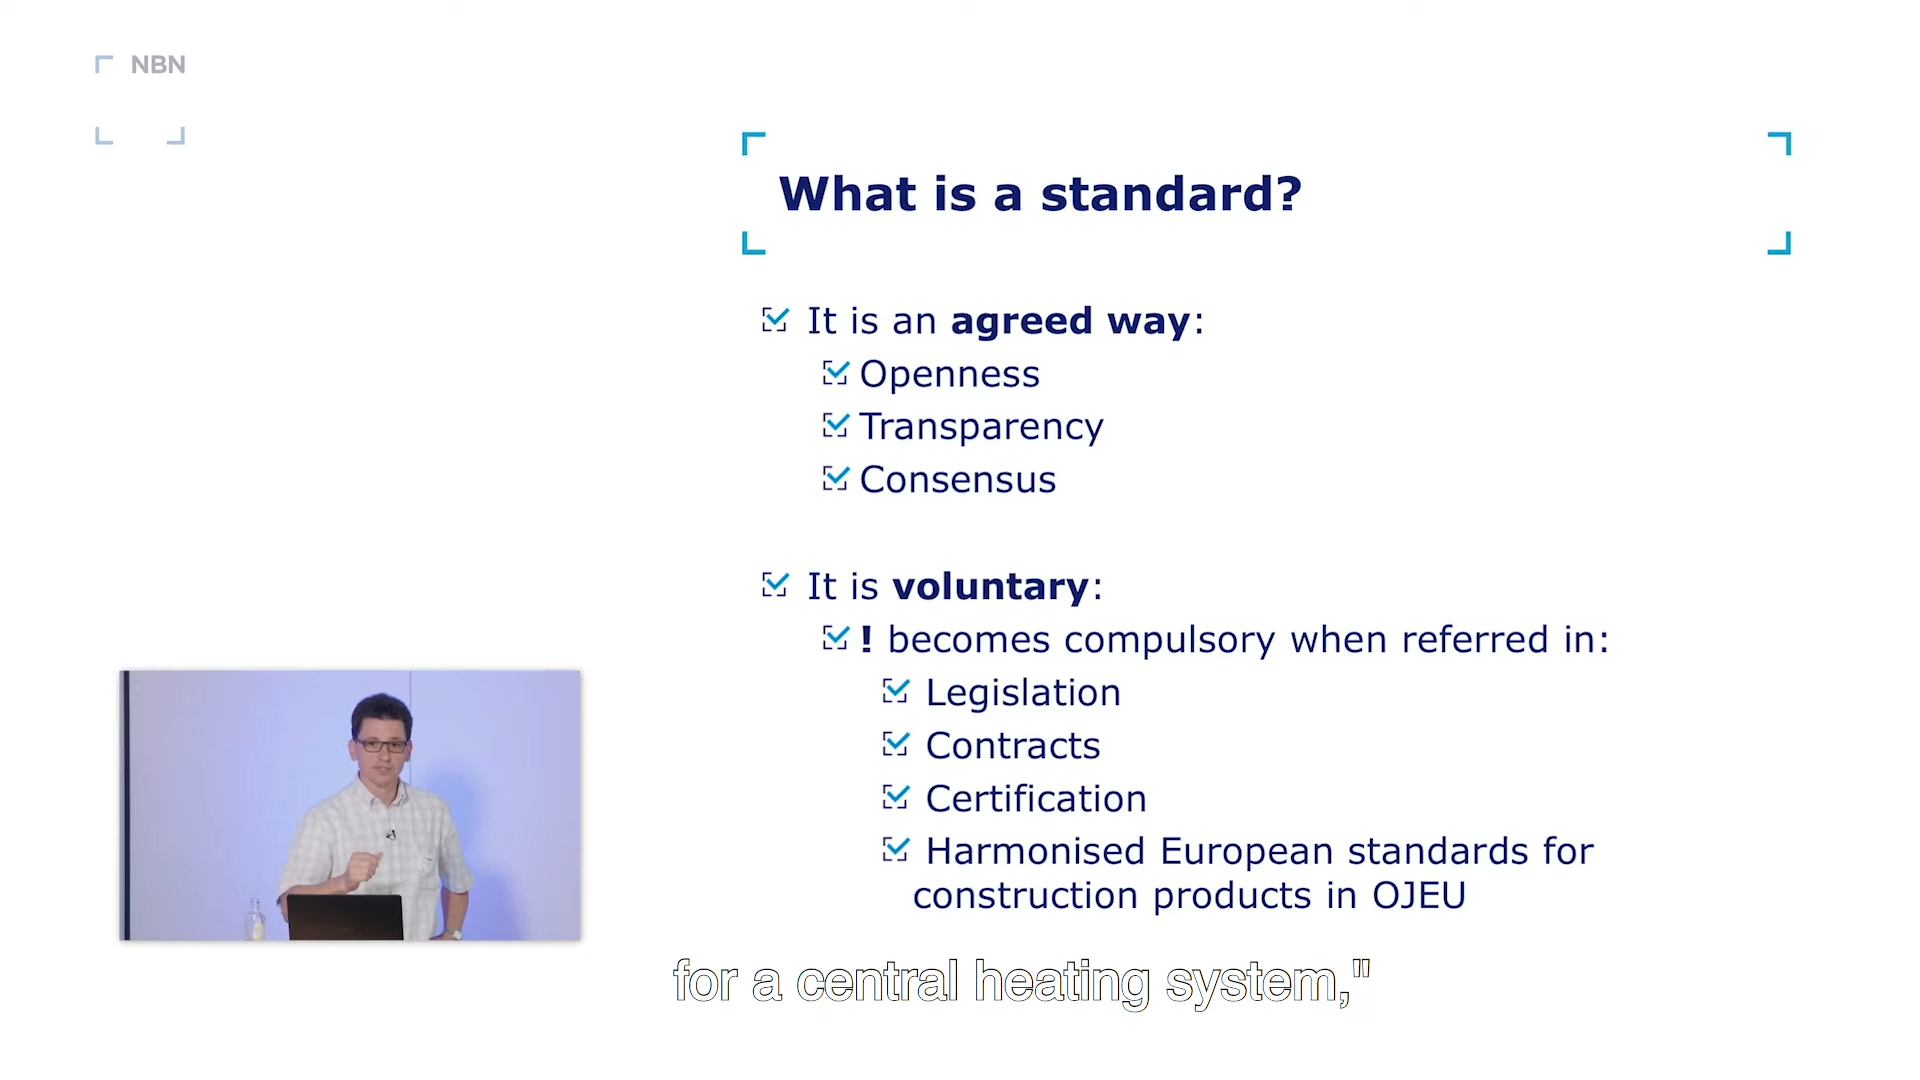 NBN
What is a standard?
It is an agreed way:
Openness
Transparency
Consensus
It is voluntary:
! becomes compulsory when referred in:
Legislation
Contracts
Certification
Harmonised European standards for
construction products in OJEU
for a central heating system,"